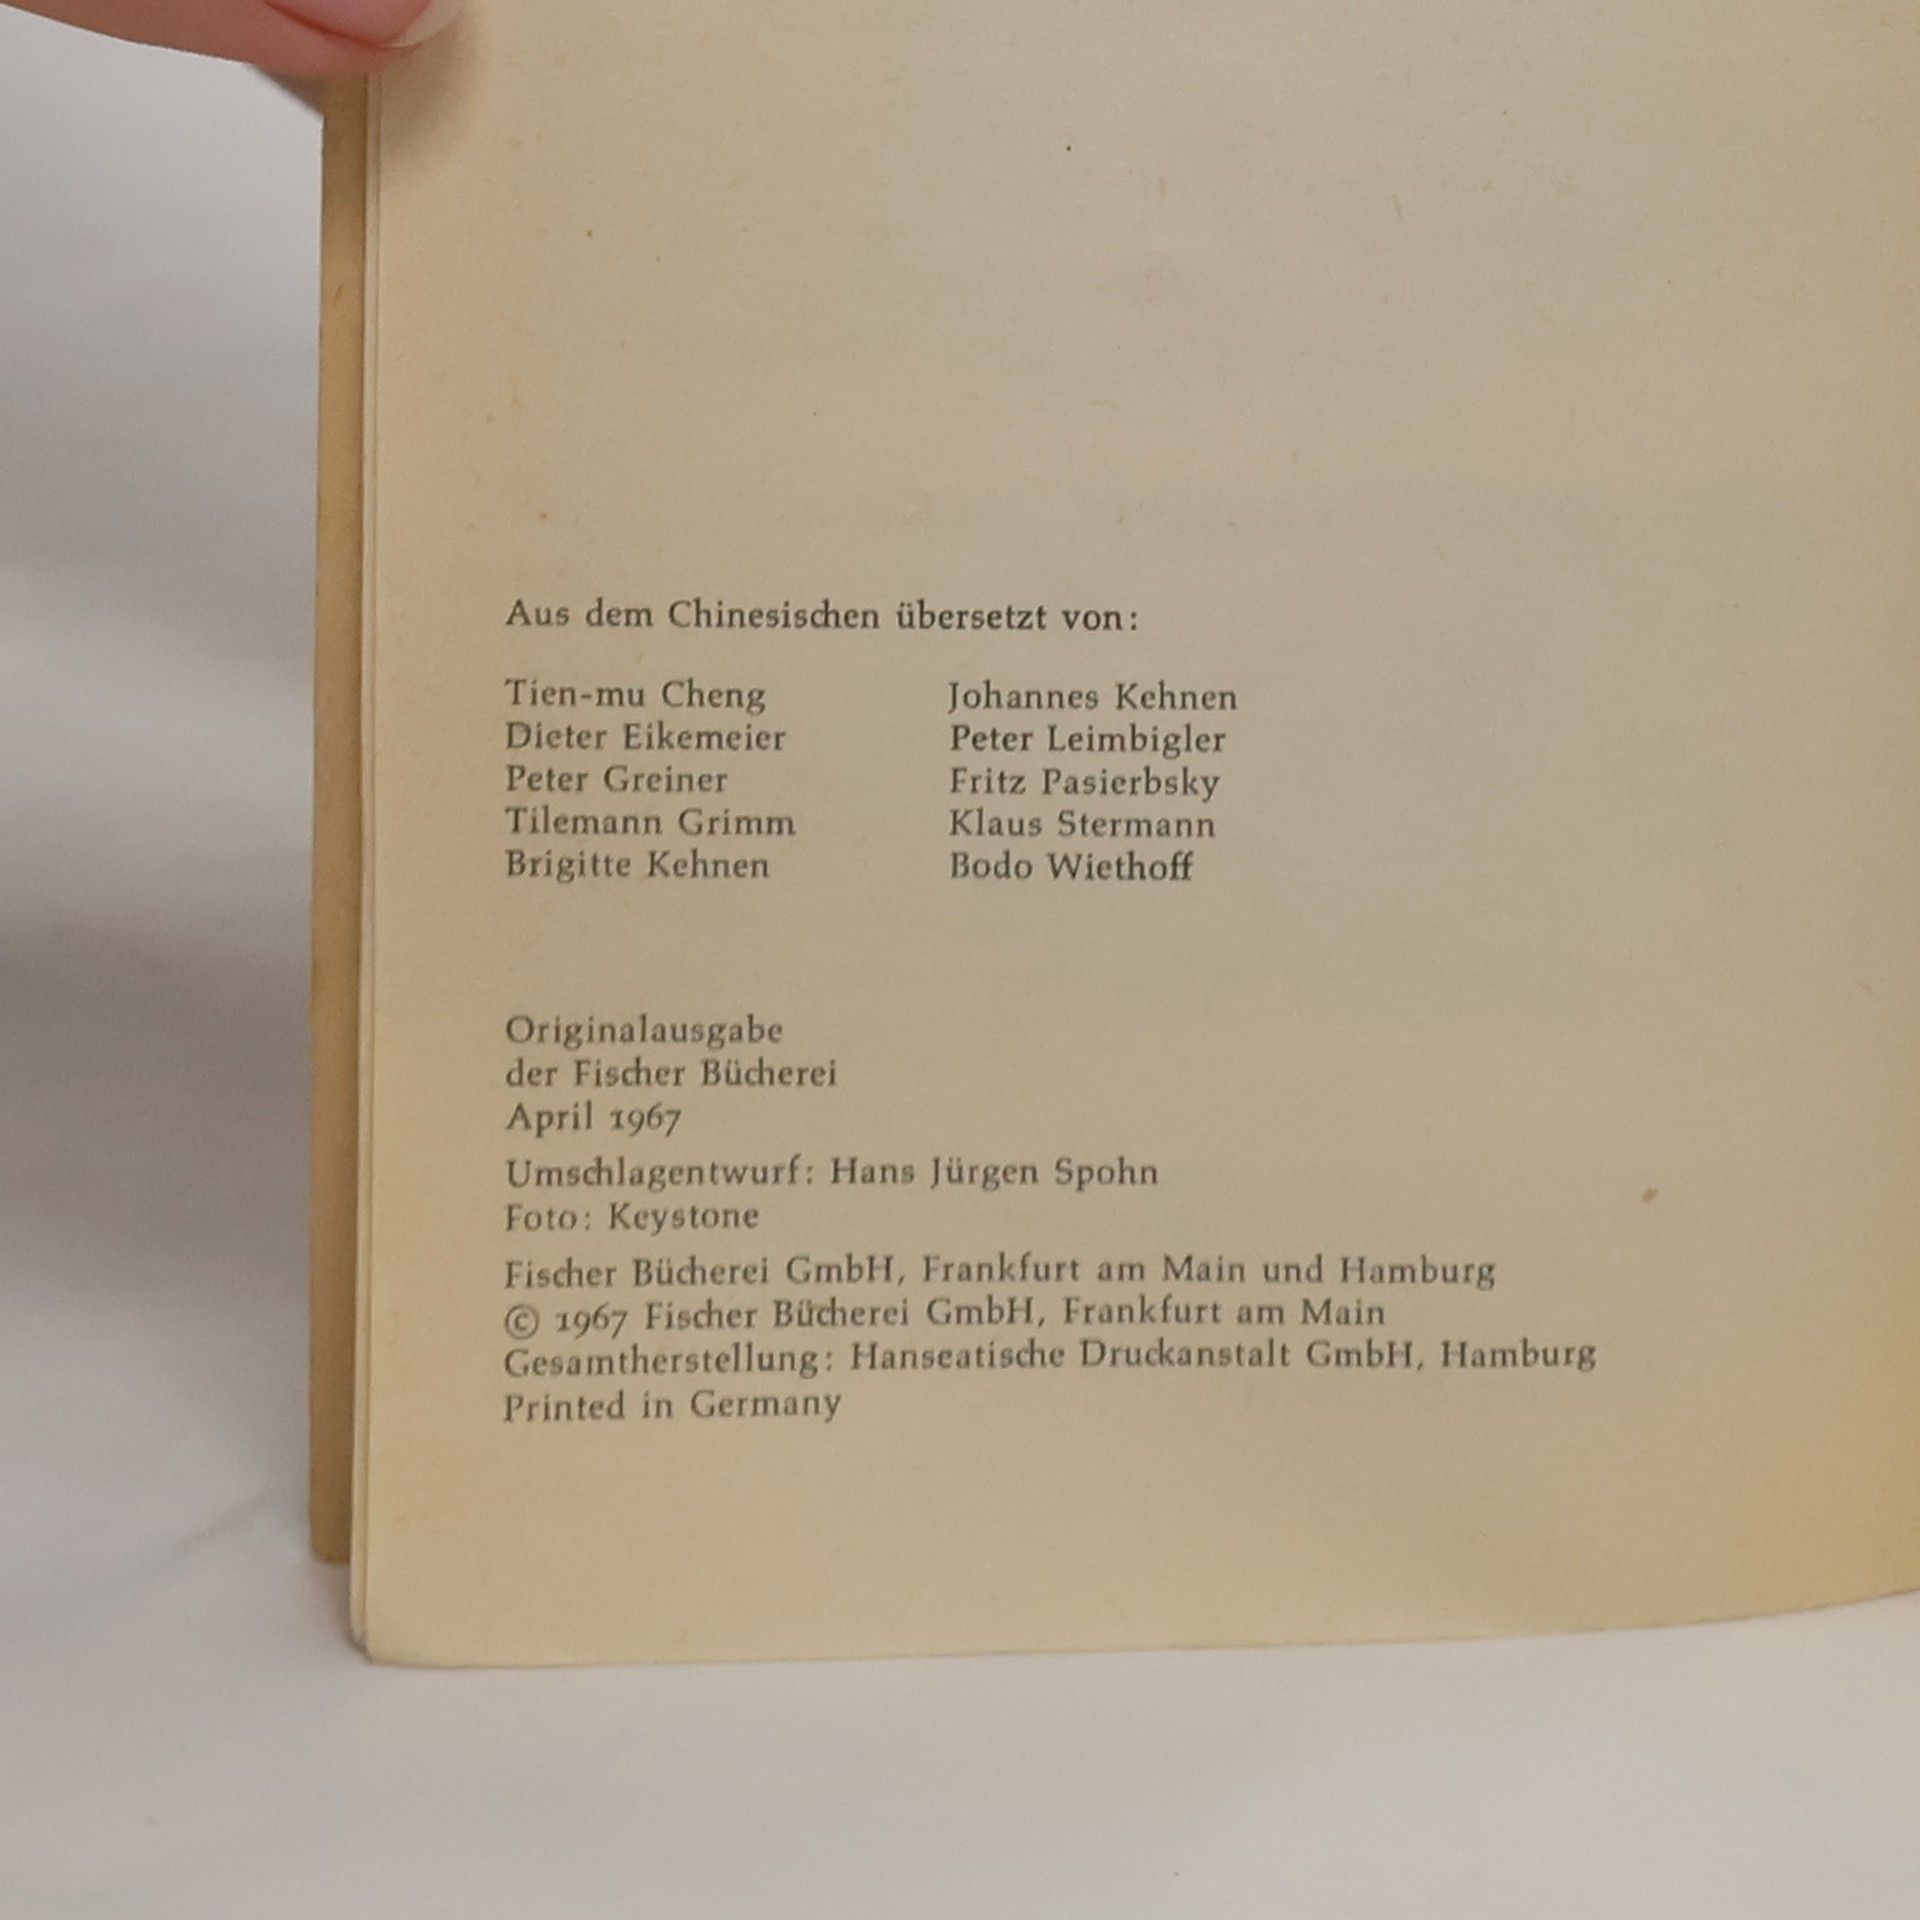 Aus dem Chinesischen übersetzt von:
Tien-mu Cheng
Dieter Eikemeier
Peter Greiner
Tilemann Grimm
Brigitte Kehnen
Johannes Kehnen
Peter Leimbigler
Fritz Pasierbsky
Klaus Stermann
Bodo Wiethoff
Originalausgabe
der Fischer Bücherei
April 1967
Umschlagentwurf: Hans Jürgen Spohn
Foto: Keystone
Fischer Bücherei GmbH, Frankfurt am Main und Hamburg
© 1967 Fischer Bücherei GmbH, Frankfurt am Main
Gesamtherstellung: Hanseatische Druckanstalt GmbH, Hamburg
Printed in Germany